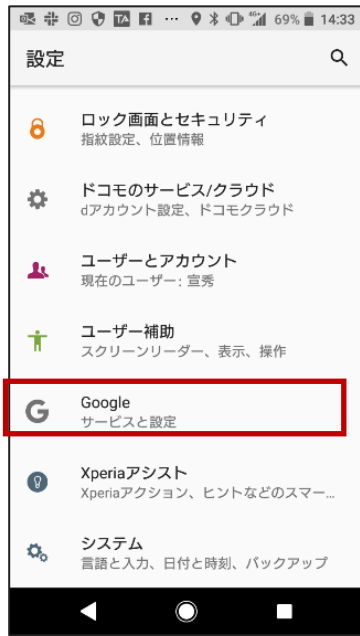 69% 14:33
設定
ロック画面とセキュリティ
指紋設定、位置情報
ドコモのサービス/クラウド
dアカウント設定、ドコモクラウド
ユーザーとアカウント
現在のユーザー: 宣秀
ユーザー補助
スクリーンリーダー、表示、操作
Google
サービスと設定
Xperiaアシスト
Xperiaアクション、ヒントなどのスマー...
システム
言語と入力、日付と時刻、バックアップ